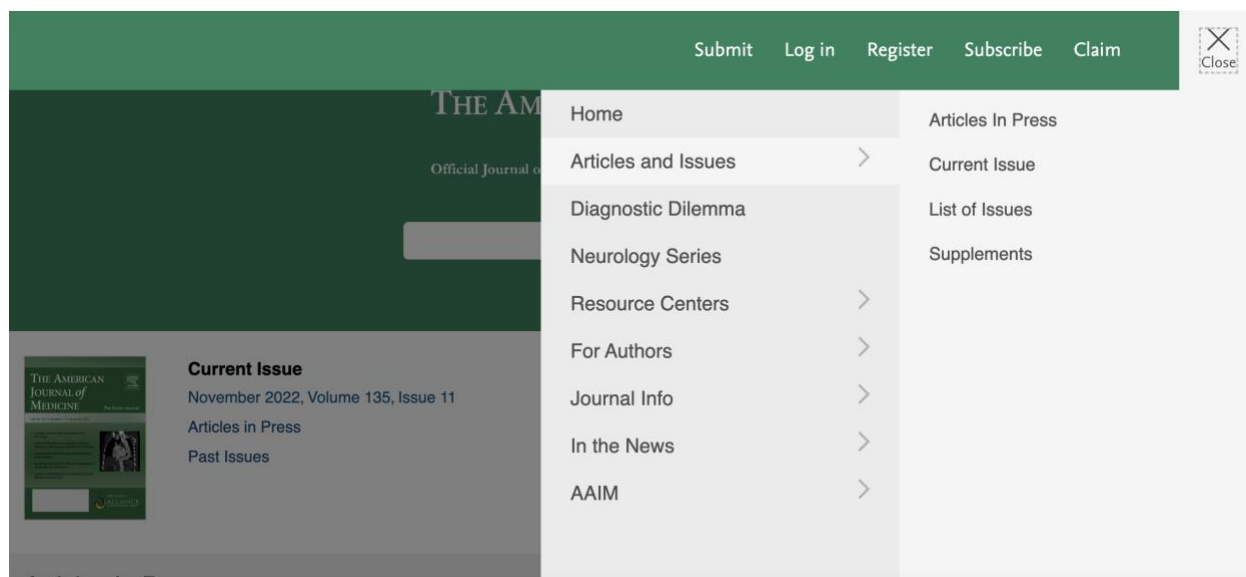 Submit Log in Register Subscribe Claim
Close
THE AM
Official Journal o
Home
Articles and Issues
Diagnostic Dilemma
Neurology Series
Resource Centers
For Authors
Journal Info
In the News
AAIM
Articles In Press
Current Issue
List of Issues
Supplements
THE AMERICAN
JOURNAL of
MEDICINE
ALLIANCE
Current Issue
November 2022, Volume 135, Issue 11
Articles in Press
Past Issues